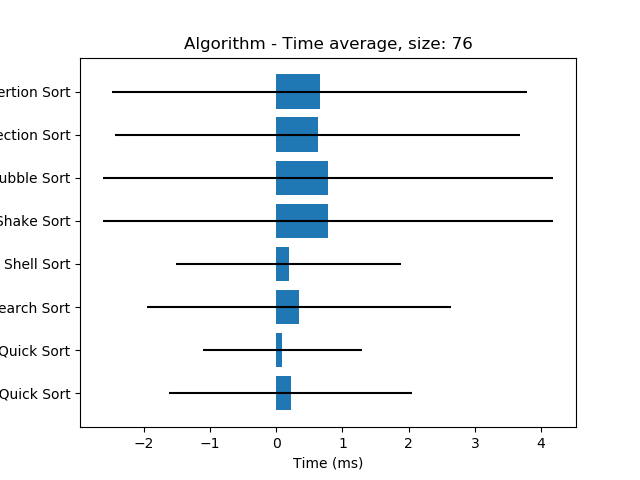 Algorithm - Time average, size: 76
ertion Sort
ection Sort
ubble Sort
Shake Sort
Shell Sort
earch Sort
Quick Sort
Quick Sort
−2 −1 0 1 2 3 4
Time (ms)